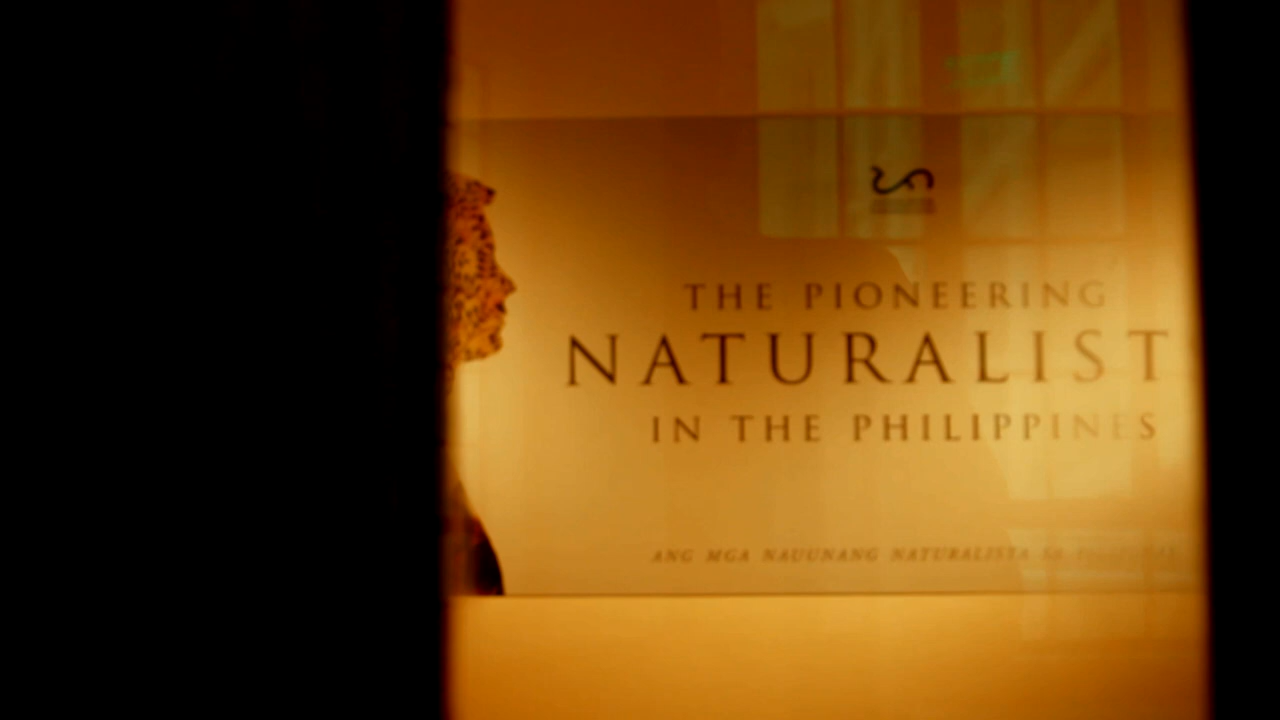 THE PIONEERING
NATURALIST
IN THE PHILIPPINES
ANG MGA NAUUNANG NATURALISTA SA